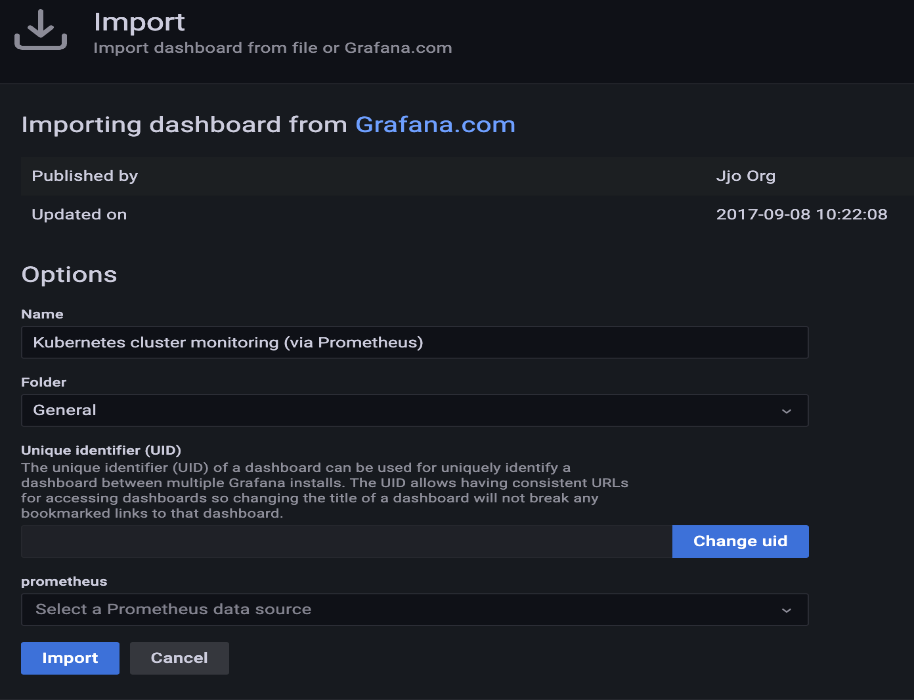 Import
Import dashboard from file or Grafana.com
Importing dashboard from Grafana.com
Published by Jjo Org
Updated on 2017-09-08 10:22:08
Options
Name
Kubernetes cluster monitoring (via Prometheus)
Folder
General
Unique identifier (UID)
The unique identifier (UID) of a dashboard can be used for uniquely identify a
dashboard between multiple Grafana installs. The UID allows having consistent URLs
for accessing dashboards so changing the title of a dashboard will not break any
bookmarked links to that dashboard.
Change uid
prometheus
Select a Prometheus data source
Import Cancel